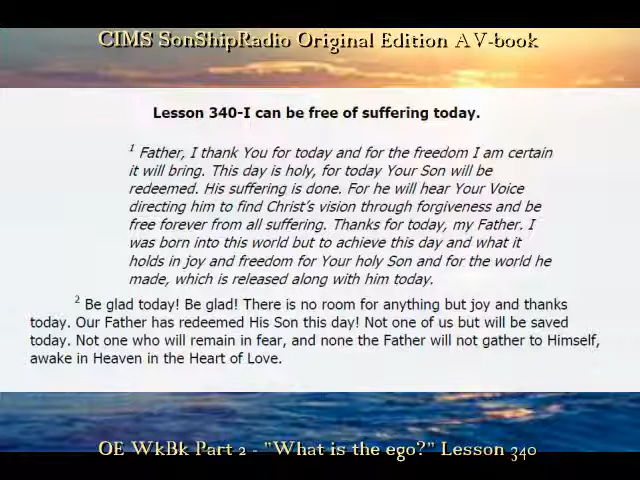 CIMS SonShipRadio Original Edition AV-book
Lesson 340-I can be free of suffering today.
1 Father, I thank You for today and for the freedom I am certain
it will bring. This day is holy, for today Your Son will be
redeemed. His suffering is done. For he will hear Your Voice
directing him to find Christ's vision through forgiveness and be
free forever from all suffering. Thanks for today, my Father. I
was born into this world but to achieve this day and what it
holds in joy and freedom for Your holy Son and for the world he
made, which is released along with him today.
2 Be glad today! Be glad! There is no room for anything but joy and thanks
today. Our Father has redeemed His Son this day! Not one of us but will be saved
today. Not one who will remain in fear, and none the Father will not gather to Himself,
awake in Heaven in the Heart of Love.
OE WkBk Part 2 - "What is the ego?" Lesson 340